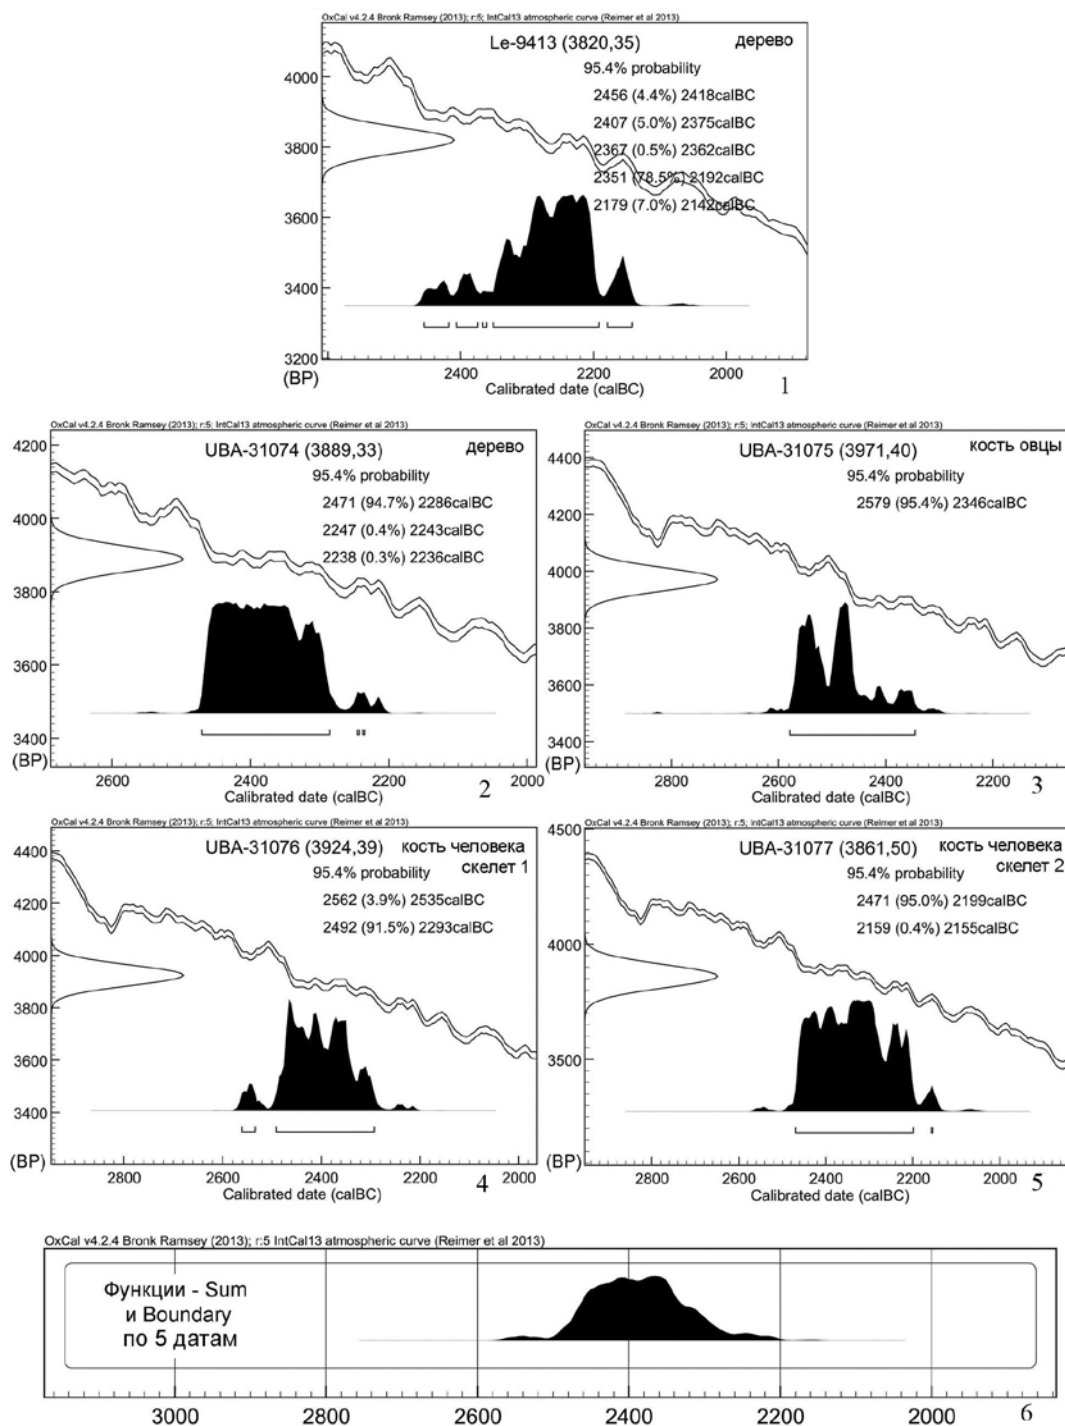 OxCal v4.2.4 Bronk Ramsey (2013); r:5; IntCal13 atmospheric curve (Reimer et al 2013)
Le-9413 (3820,35)
дерево
95.4% probability
2456 (4.4%) 2418calBC
2407 (5.0%) 2375calBC
2367 (0.5%) 2362calBC
2351 (78.5%) 2192calBC
2179 (7.0%) 2142calBC
4000
3800
3600
3400
3200
(BP)
2400 2200 2000
Calibrated date (calBC)
1
OxCal v4.2.4 Bronk Ramsey (2013); r:5; IntCal13 atmospheric curve (Reimer et al 2013)
UBA-31074 (3889,33)
дерево
95.4% probability
2471 (94.7%) 2286calBC
2247 (0.4%) 2243calBC
2238 (0.3%) 2236calBC
4200
4000
3800
3600
3400
(BP)
2600 2400 2200 2000
Calibrated date (calBC)
2
OxCal v4.2.4 Bronk Ramsey (2013); r:5; IntCal13 atmospheric curve (Reimer et al 2013)
UBA-31075 (3971,40)
кость овцы
95.4% probability
2579 (95.4%) 2346calBC
4400
4200
4000
3800
3600
3400
(BP)
2800 2600 2400 2200
Calibrated date (calBC)
3
OxCal v4.2.4 Bronk Ramsey (2013); r:5; IntCal13 atmospheric curve (Reimer et al 2013)
UBA-31076 (3924,39)
кость человека
скелет 1
95.4% probability
2562 (3.9%) 2535calBC
2492 (91.5%) 2293calBC
4400
4200
4000
3800
3600
3400
(BP)
2800 2600 2400 2200 2000
Calibrated date (calBC)
4
OxCal v4.2.4 Bronk Ramsey (2013); r:5; IntCal13 atmospheric curve (Reimer et al 2013)
UBA-31077 (3861,50)
кость человека
скелет 2
95.4% probability
2471 (95.0%) 2199calBC
2159 (0.4%) 2155calBC
4500
4000
3500
(BP)
2800 2600 2400 2200 2000
Calibrated date (calBC)
5
OxCal v4.2.4 Bronk Ramsey (2013); r:5 IntCal13 atmospheric curve (Reimer et al 2013)
Функции - Sum
и Boundary
по 5 датам
3000 2800 2600 2400 2200 2000
6